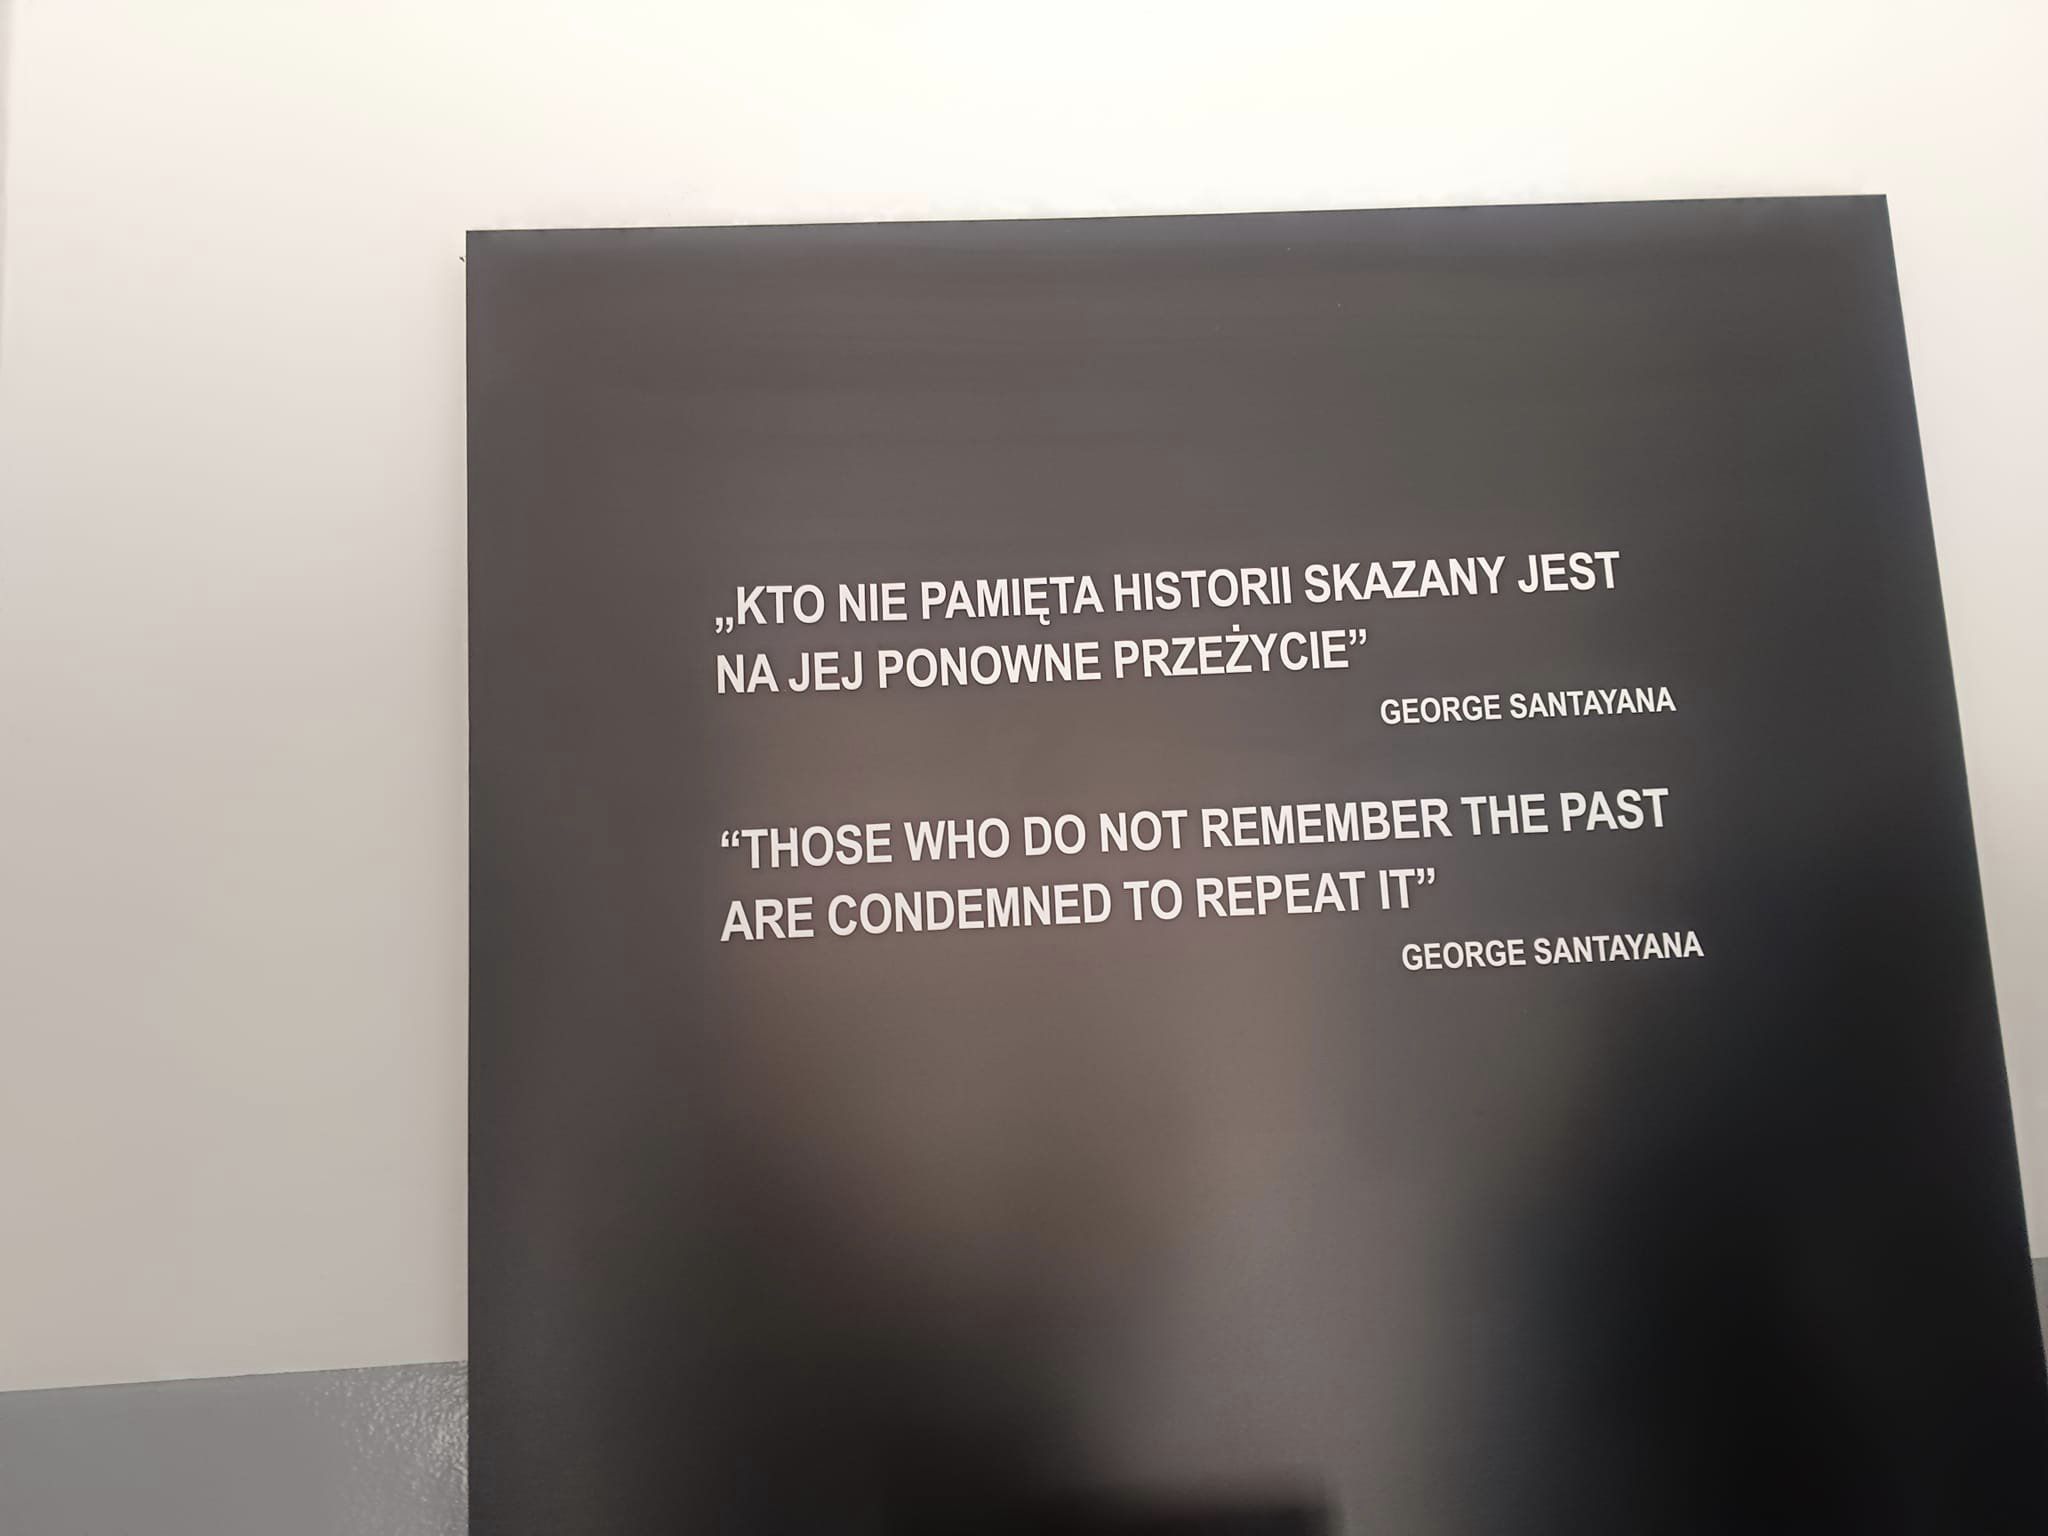 „KTO NIE PAMIĘTA HISTORII SKAZANY JEST
NA JEJ PONOWNE PRZEŻYCIE”
GEORGE SANTAYANA
“THOSE WHO DO NOT REMEMBER THE PAST
ARE CONDEMNED TO REPEAT IT”
GEORGE SANTAYANA